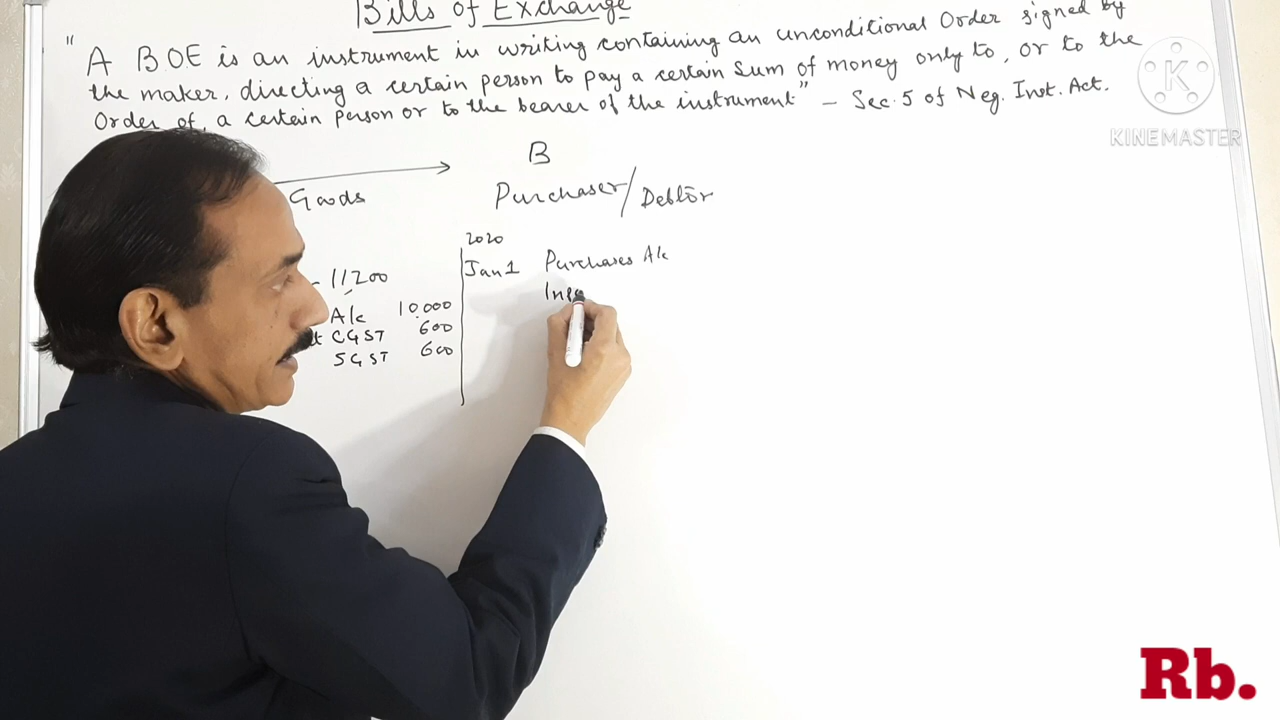 Bills of Exchange
" A BOE is an instrument in writing containing an unconditional Order signed by
the maker, directing a certain person to pay a certain Sum of money only to, or to the
Order of, a certain person or to the bearer of the instrument" – Sec. 5 of Neg. Inst. Act.
K
KINEMASTER
B
Goods
Purchaser/Debtor
2020
Jan 1 Purchases A/c
- 11200
A/c 10,000
CGST 600
SGST 600
Rb.